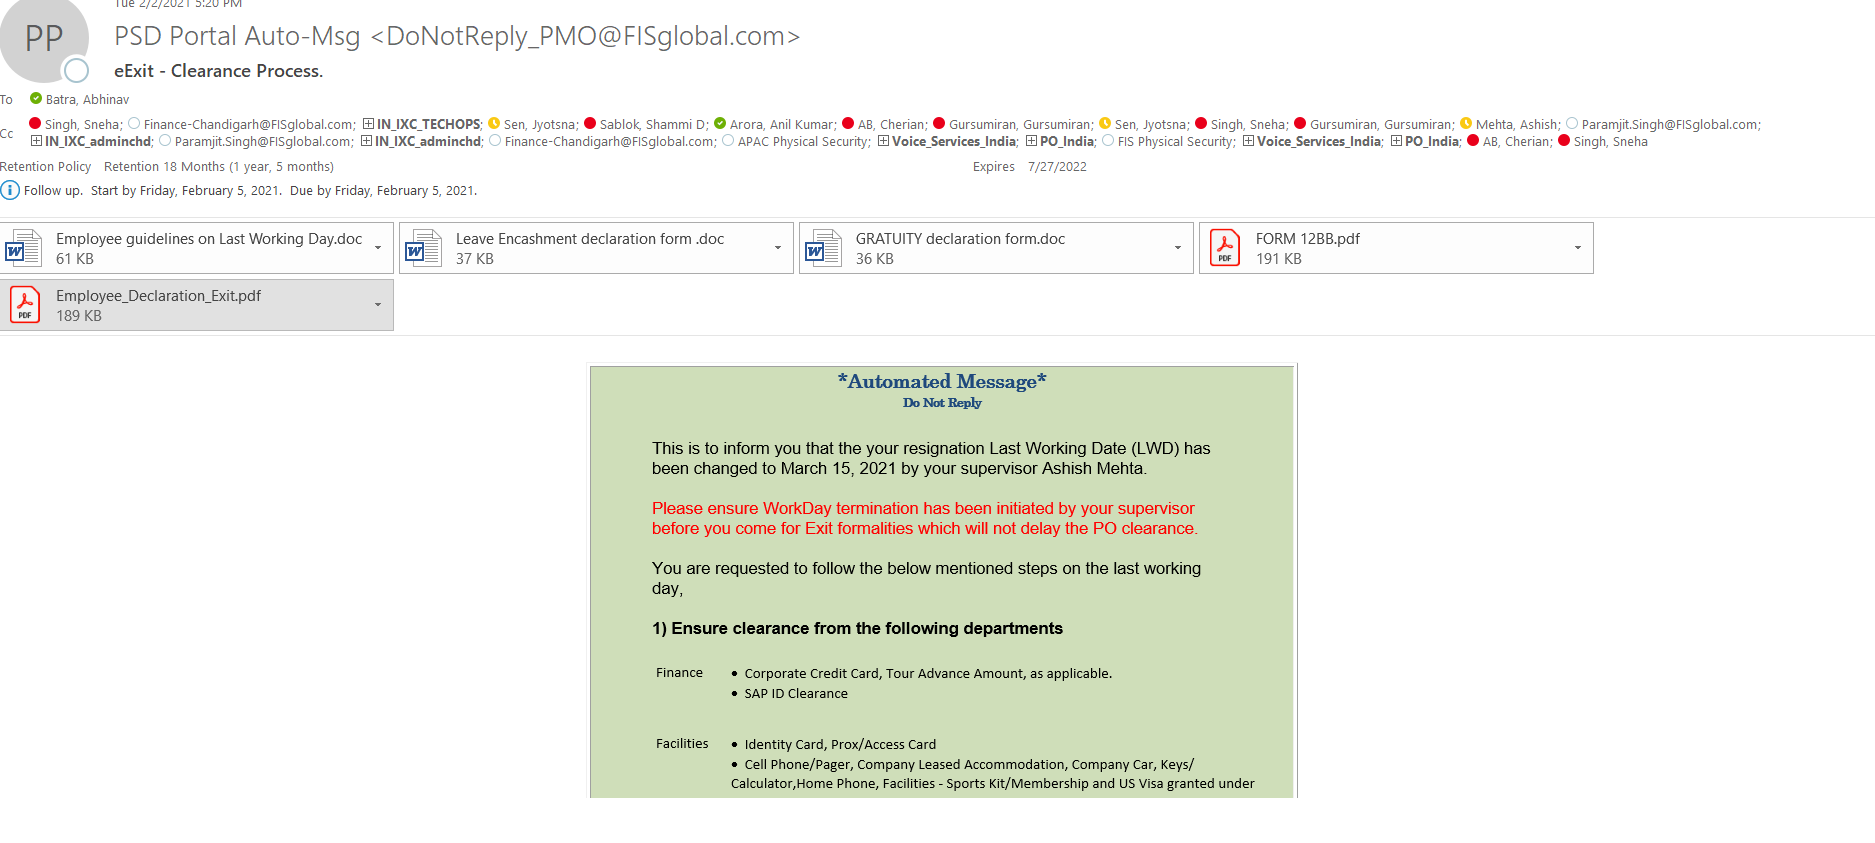 Tue 2/2/2021 5:20 PM
PP
PSD Portal Auto-Msg <DoNotReply_PMO@FISglobal.com>
eExit - Clearance Process.
To Batra, Abhinav
Cc Singh, Sneha; Finance-Chandigarh@FISglobal.com; IN_IXC_TECHOPS; Sen, Jyotsna; Sablok, Shammi D; Arora, Anil Kumar; AB, Cherian; Gursumiran, Gursumiran; Sen, Jyotsna; Singh, Sneha; Gursumiran, Gursumiran; Mehta, Ashish; Paramjit.Singh@FISglobal.com;
IN_IXC_adminchd; Paramjit.Singh@FISglobal.com; IN_IXC_adminchd; Finance-Chandigarh@FISglobal.com; APAC Physical Security; Voice_Services_India; PO_India; FIS Physical Security; Voice_Services_India; PO_India; AB, Cherian; Singh, Sneha
Retention Policy Retention 18 Months (1 year, 5 months) Expires 7/27/2022
Follow up. Start by Friday, February 5, 2021. Due by Friday, February 5, 2021.
Employee guidelines on Last Working Day.doc
61 KB
Leave Encashment declaration form .doc
37 KB
GRATUITY declaration form.doc
36 KB
PDF
FORM 12BB.pdf
191 KB
PDF
Employee_Declaration_Exit.pdf
189 KB
*Automated Message*
Do Not Reply
This is to inform you that the your resignation Last Working Date (LWD) has
been changed to March 15, 2021 by your supervisor Ashish Mehta.
Please ensure WorkDay termination has been initiated by your supervisor
before you come for Exit formalities which will not delay the PO clearance.
You are requested to follow the below mentioned steps on the last working
day,
1) Ensure clearance from the following departments
Finance • Corporate Credit Card, Tour Advance Amount, as applicable.
• SAP ID Clearance
Facilities • Identity Card, Prox/Access Card
• Cell Phone/Pager, Company Leased Accommodation, Company Car, Keys/
Calculator,Home Phone, Facilities - Sports Kit/Membership and US Visa granted under